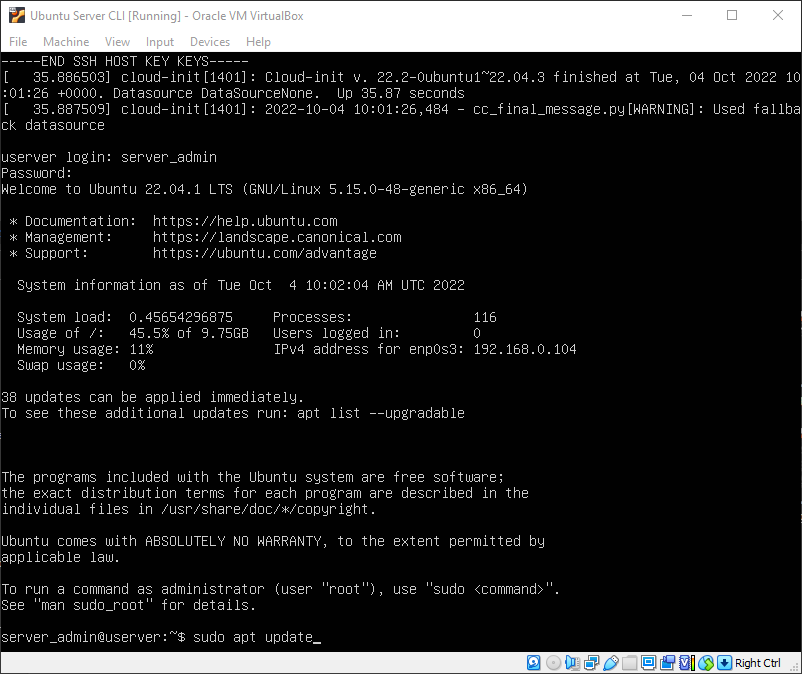 Ubuntu Server CLI [Running] - Oracle VM VirtualBox
File Machine View Input Devices Help
-----END SSH HOST KEY KEYS-----
[   35.886503] cloud-init[1401]: Cloud-init v. 22.2-0ubuntu1~22.04.3 finished at Tue, 04 Oct 2022 10
:01:26 +0000. Datasource DataSourceNone.  Up 35.87 seconds
[   35.887509] cloud-init[1401]: 2022-10-04 10:01:26,484 - cc_final_message.py[WARNING]: Used fallba
ck datasource
userver login: server_admin
Password:
Welcome to Ubuntu 22.04.1 LTS (GNU/Linux 5.15.0-48-generic x86_64)
 * Documentation:  https://help.ubuntu.com
 * Management:     https://landscape.canonical.com
 * Support:        https://ubuntu.com/advantage
  System information as of Tue Oct  4 10:02:04 AM UTC 2022
  System load:  0.45654296875     Processes:               116
  Usage of /:   45.5% of 9.75GB   Users logged in:         0
  Memory usage: 11%               IPv4 address for enp0s3: 192.168.0.104
  Swap usage:   0%
38 updates can be applied immediately.
To see these additional updates run: apt list --upgradable
The programs included with the Ubuntu system are free software;
the exact distribution terms for each program are described in the
individual files in /usr/share/doc/*/copyright.
Ubuntu comes with ABSOLUTELY NO WARRANTY, to the extent permitted by
applicable law.
To run a command as administrator (user "root"), use "sudo <command>".
See "man sudo_root" for details.
server_admin@userver:~$ sudo apt update_
Right Ctrl